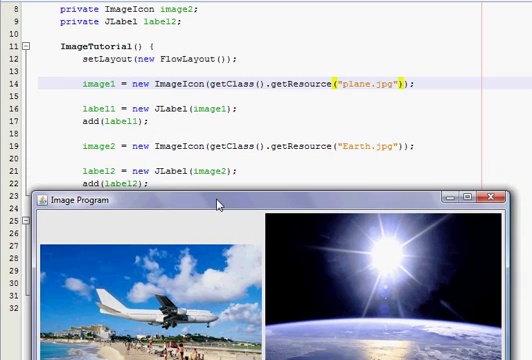 8 private ImageIcon image2;
9 private JLabel label2;
10
11 ImageTutorial() {
12 setLayout(new FlowLayout());
13
14 image1 = new ImageIcon(getClass().getResource("plane.jpg"));
15
16 label1 = new JLabel(image1);
17 add(label1);
18
19 image2 = new ImageIcon(getClass().getResource("Earth.jpg"));
20
21 label2 = new JLabel(image2);
22 add(label2);
23
24
25
26
27
28
29
30
31
32
Image Program